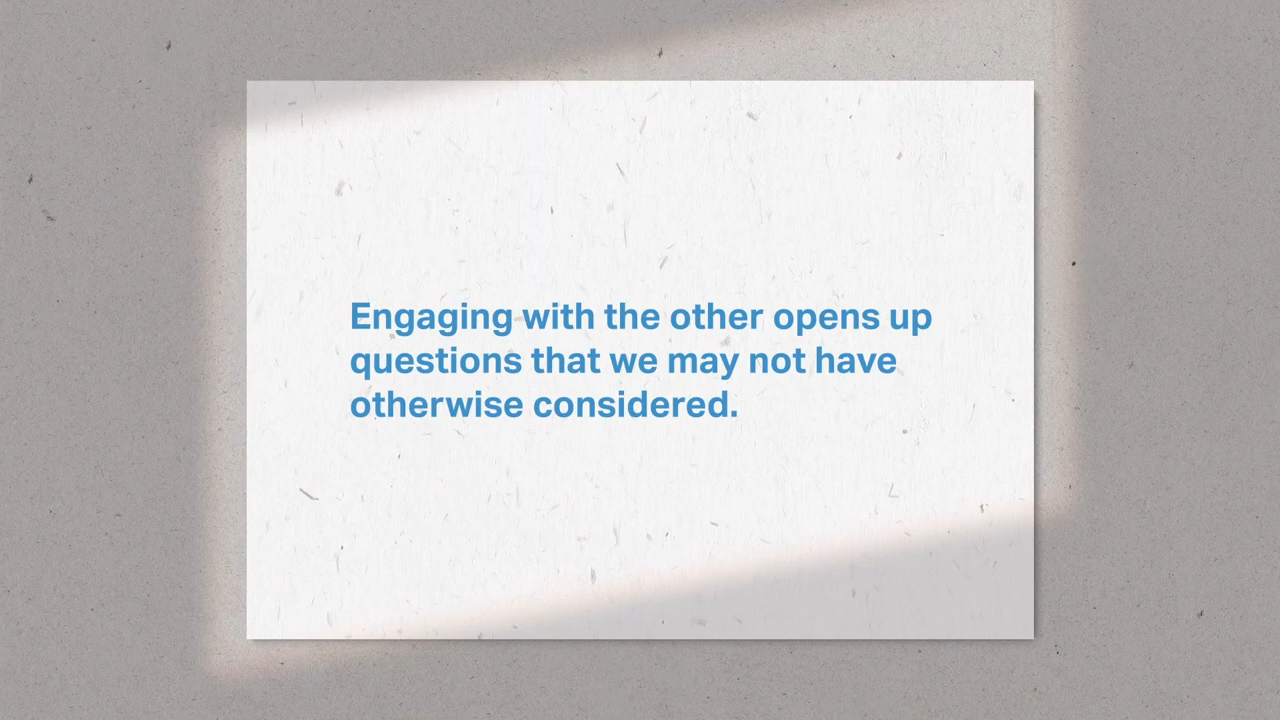 Engaging with the other opens up
questions that we may not have
otherwise considered.